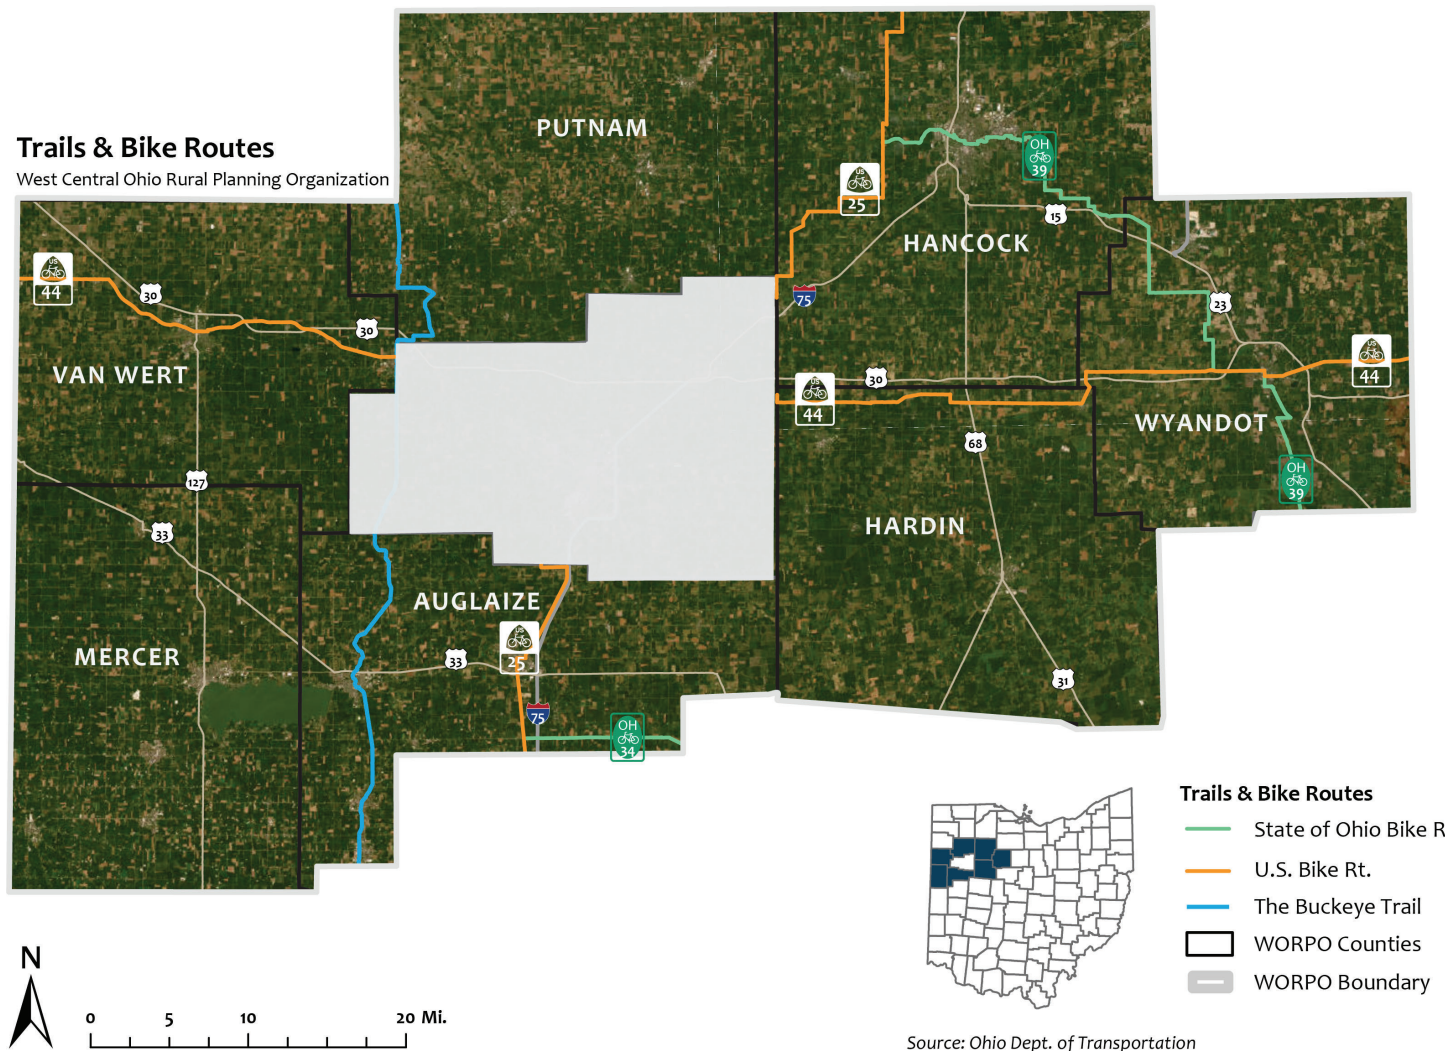 Trails & Bike Routes
West Central Ohio Rural Planning Organization
PUTNAM
OH
39
US
25
15
HANCOCK
US
44
30
75
23
30
US
44
VAN WERT
30
US
44
WYANDOT
68
127
OH
39
33
HARDIN
AUGLAIZE
US
25
MERCER
33
31
75
OH
34
Trails & Bike Routes
State of Ohio Bike R
U.S. Bike Rt.
The Buckeye Trail
WORPO Counties
WORPO Boundary
N
0 5 10 20 Mi.
Source: Ohio Dept. of Transportation